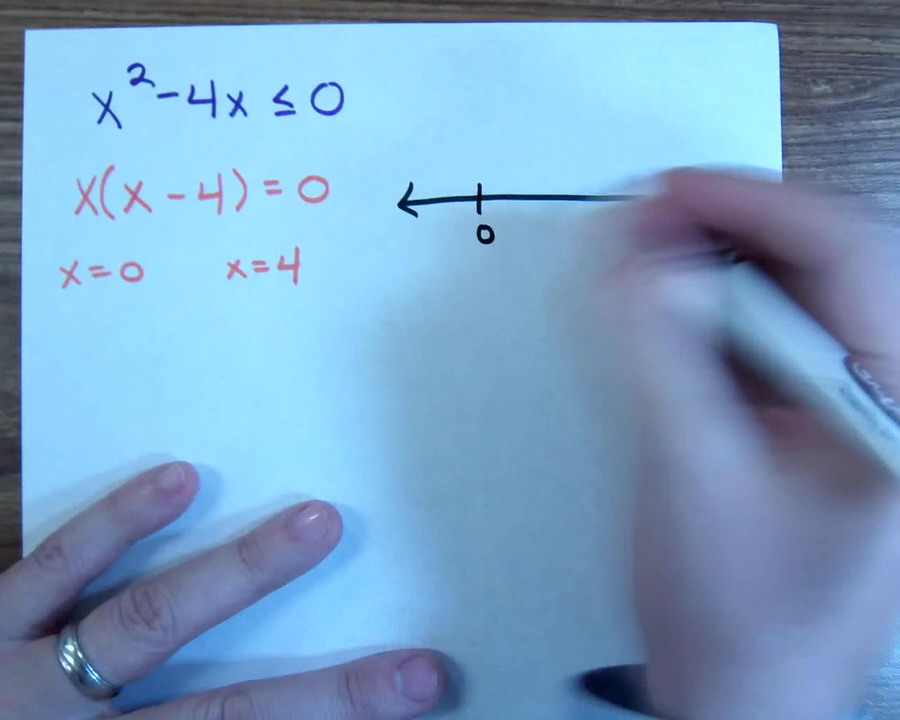 x² - 4x ≤ 0
x(x - 4) = 0
x = 0 x = 4
0